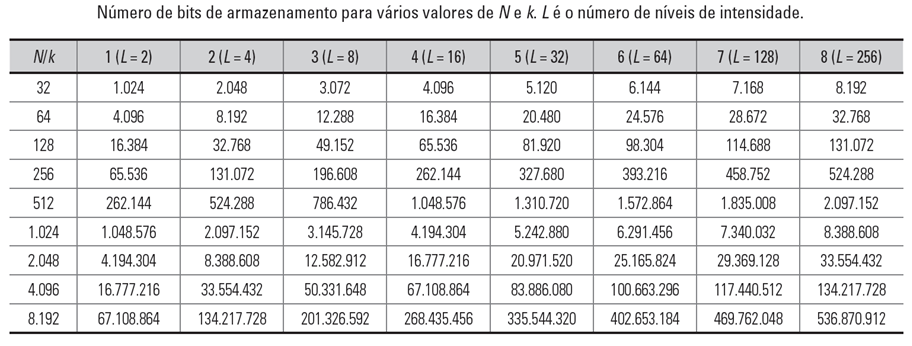 Número de bits de armazenamento para vários valores de N e k. L é o número de níveis de intensidade.
N/k 1 (L = 2) 2 (L = 4) 3 (L = 8) 4 (L = 16) 5 (L = 32) 6 (L = 64) 7 (L = 128) 8 (L = 256)
32 1.024 2.048 3.072 4.096 5.120 6.144 7.168 8.192
64 4.096 8.192 12.288 16.384 20.480 24.576 28.672 32.768
128 16.384 32.768 49.152 65.536 81.920 98.304 114.688 131.072
256 65.536 131.072 196.608 262.144 327.680 393.216 458.752 524.288
512 262.144 524.288 786.432 1.048.576 1.310.720 1.572.864 1.835.008 2.097.152
1.024 1.048.576 2.097.152 3.145.728 4.194.304 5.242.880 6.291.456 7.340.032 8.388.608
2.048 4.194.304 8.388.608 12.582.912 16.777.216 20.971.520 25.165.824 29.369.128 33.554.432
4.096 16.777.216 33.554.432 50.331.648 67.108.864 83.886.080 100.663.296 117.440.512 134.217.728
8.192 67.108.864 134.217.728 201.326.592 268.435.456 335.544.320 402.653.184 469.762.048 536.870.912